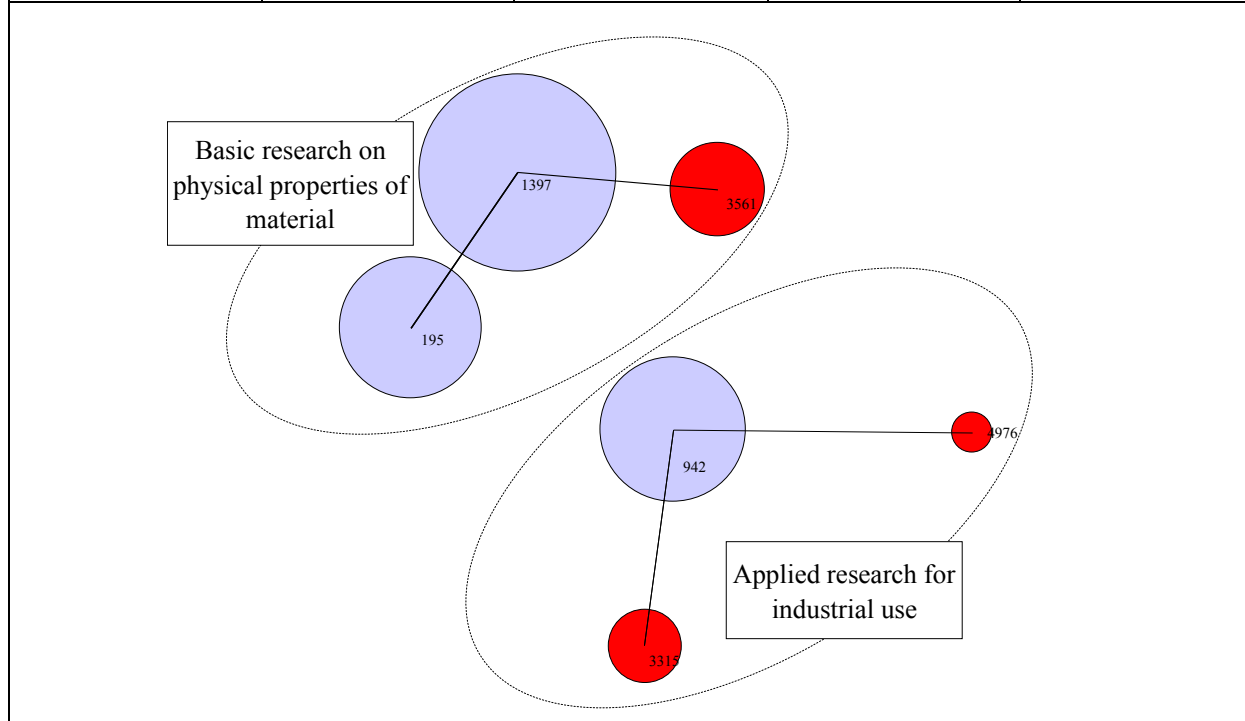 Basic research on
physical properties of
material
1397
3561
195
942
4976
Applied research for
industrial use
3315